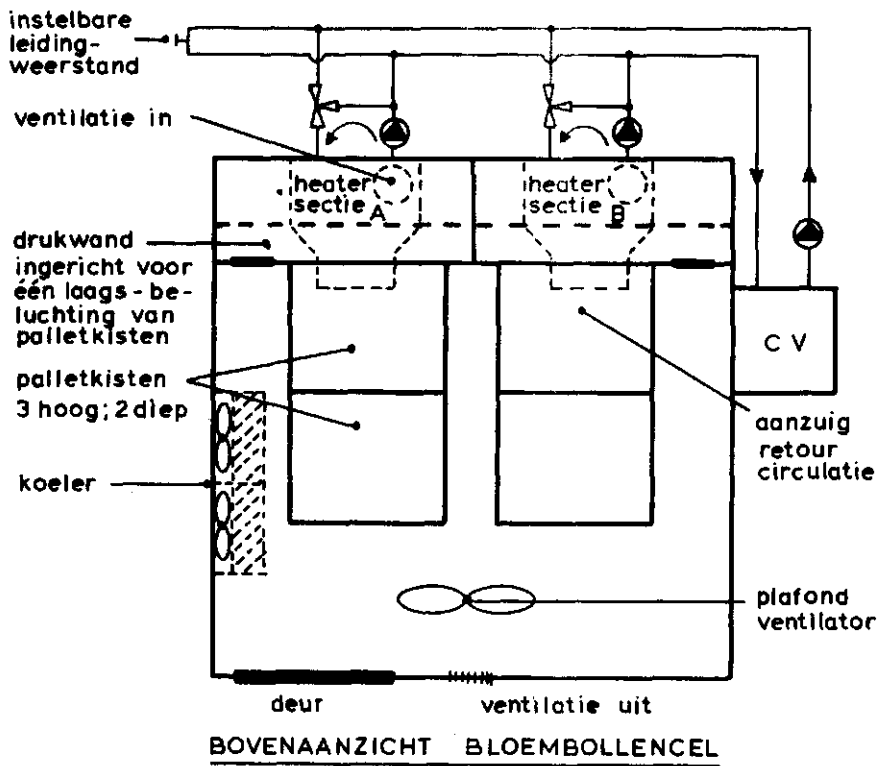 instelbare
leiding-
weerstand
ventilatie in
heater
sectie A
heater
sectie B
drukwand
ingericht voor
één laags-be-
luchting van
palletkisten
CV
palletkisten
3 hoog; 2 diep
aanzuig
retour
circulatie
koeler
plafond
ventilator
deur
ventilatie uit
BOVENAANZICHT BLOEMBOLLENCEL